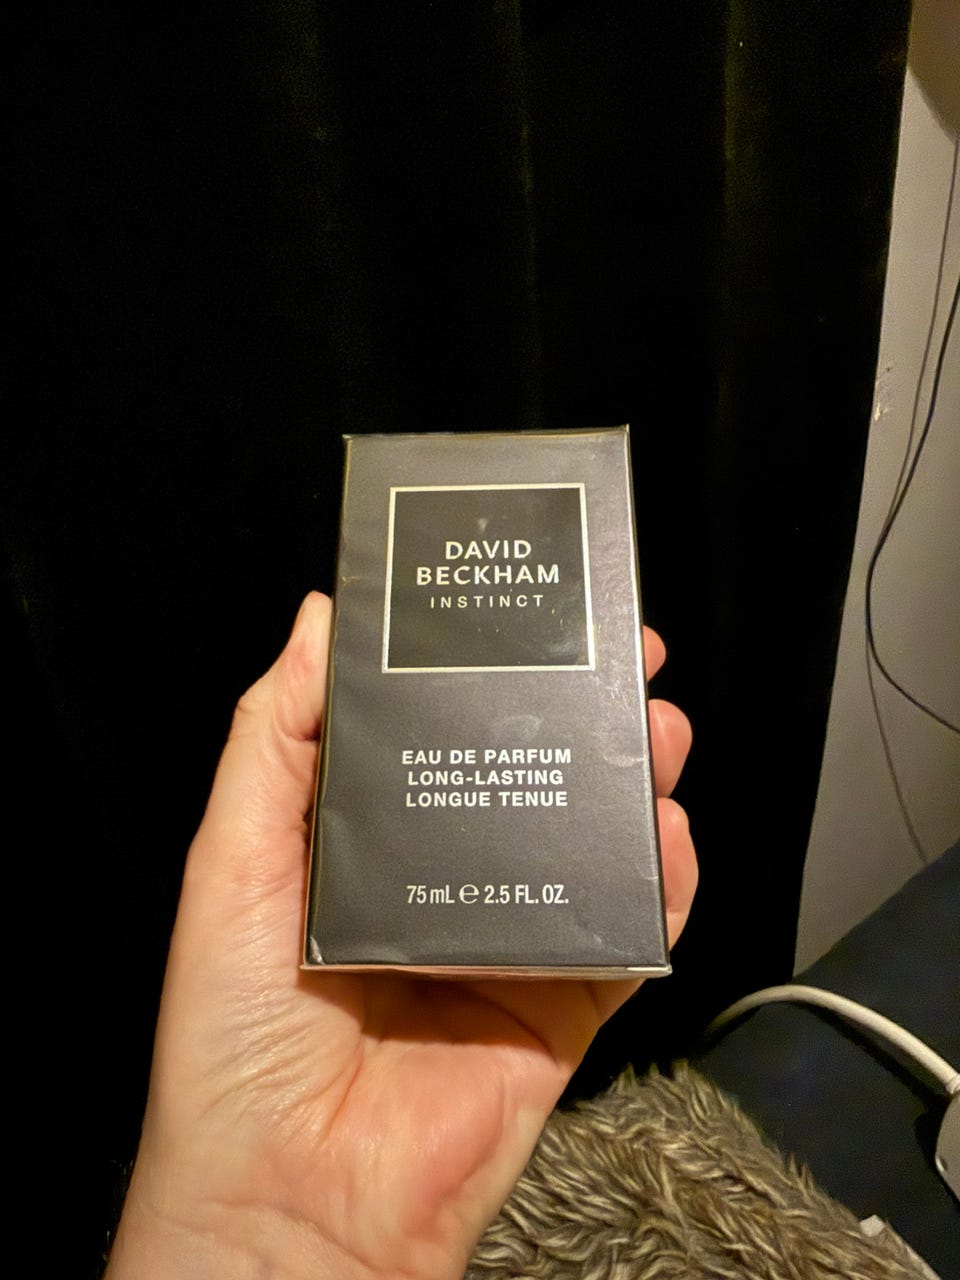 DAVID
BECKHAM
INSTINCT
EAU DE PARFUM
LONG-LASTING
LONGUE TENUE
75 mL ℮ 2.5 FL. OZ.